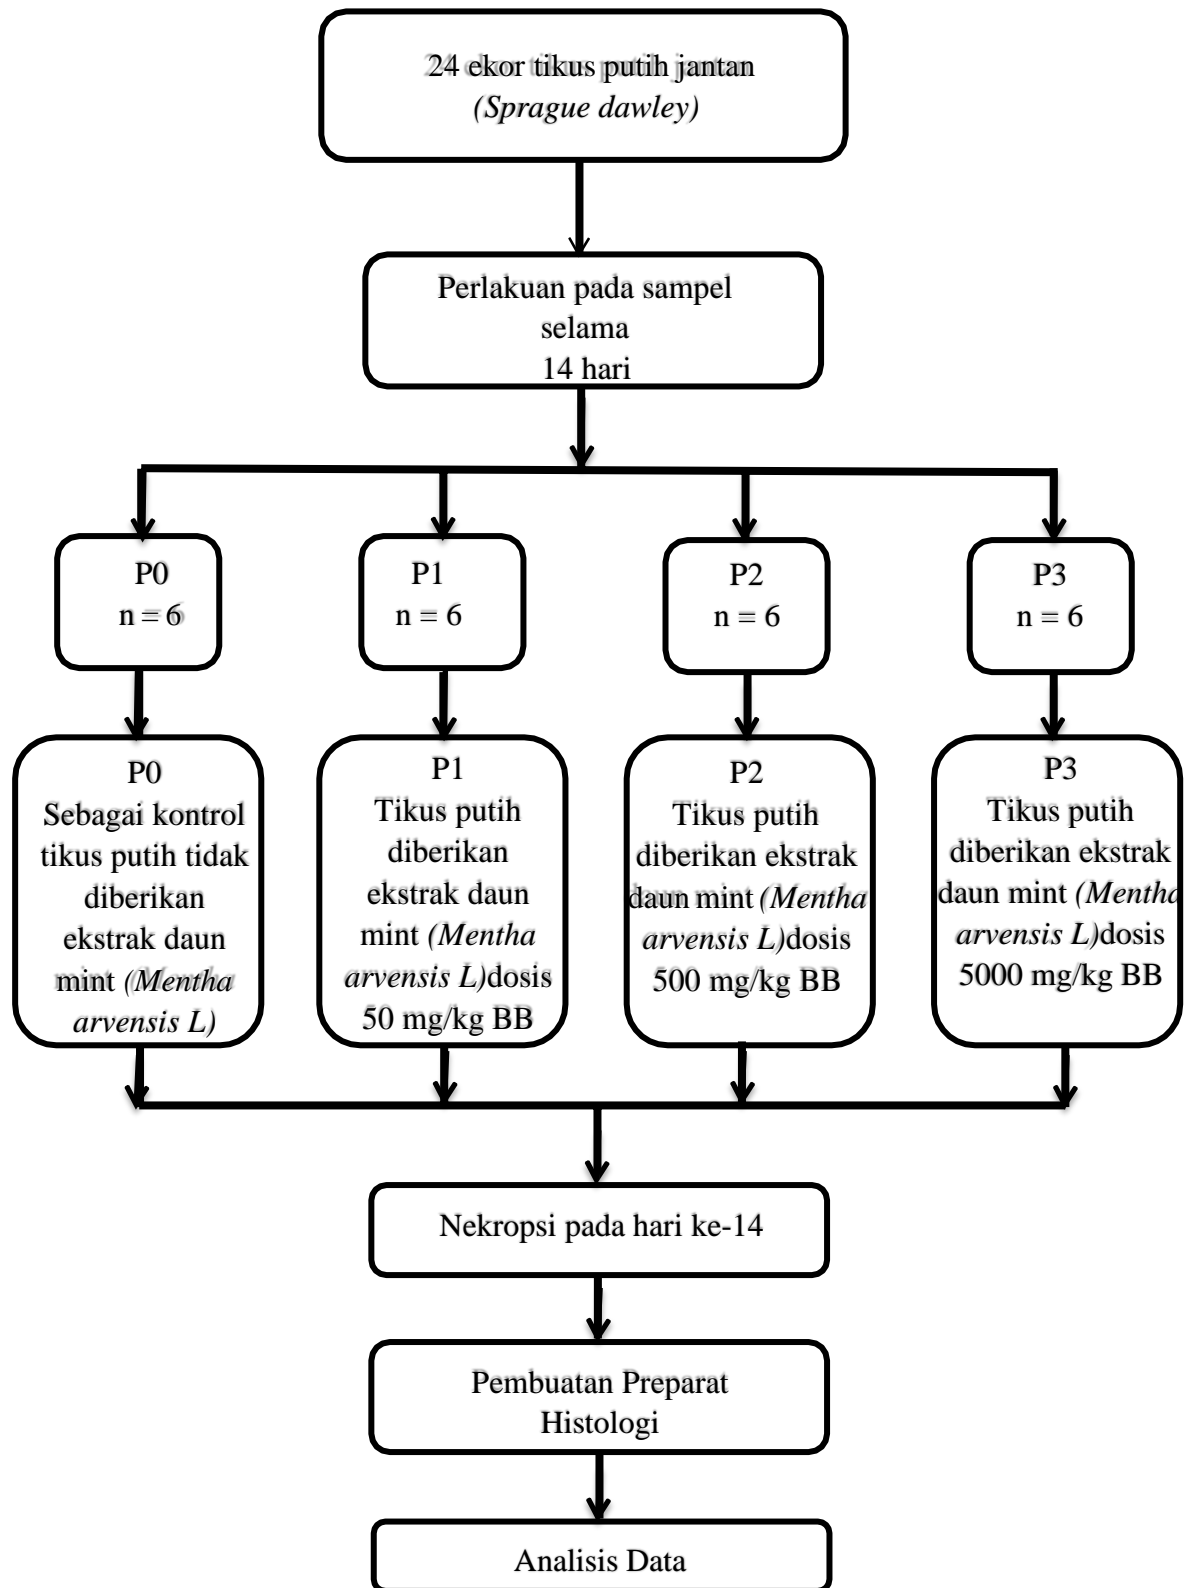 24 ekor tikus putih jantan
(Sprague dawley)
Perlakuan pada sampel
selama
14 hari
P0
n = 6
P1
n = 6
P2
n = 6
P3
n = 6
P0
Sebagai kontrol
tikus putih tidak
diberikan
ekstrak daun
mint (Mentha
arvensis L)
P1
Tikus putih
diberikan
ekstrak daun
mint (Mentha
arvensis L)dosis
50 mg/kg BB
P2
Tikus putih
diberikan ekstrak
daun mint (Mentha
arvensis L)dosis
500 mg/kg BB
P3
Tikus putih
diberikan ekstrak
daun mint (Mentha
arvensis L)dosis
5000 mg/kg BB
Nekropsi pada hari ke-14
Pembuatan Preparat
Histologi
Analisis Data